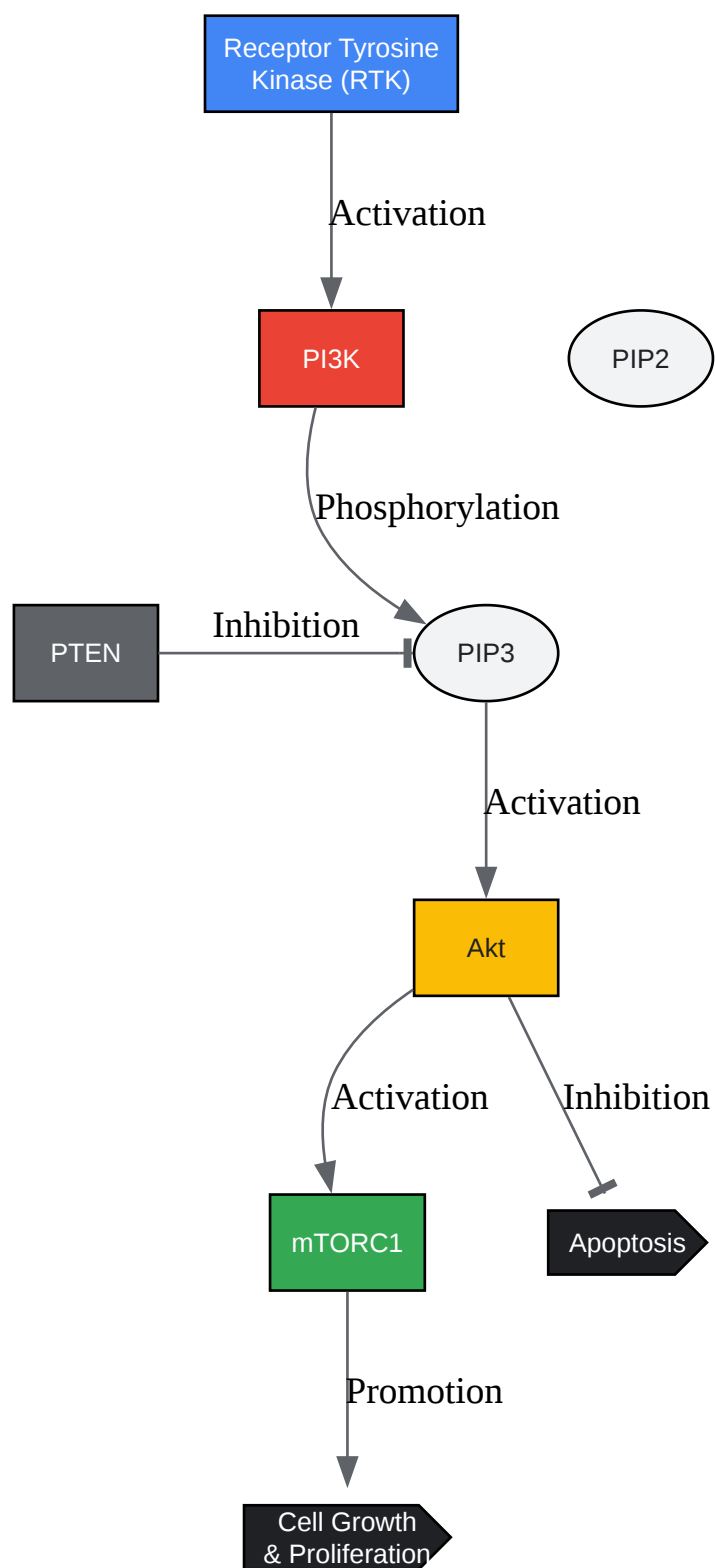 Receptor Tyrosine
Kinase (RTK)
Activation
PI3K
PIP2
Phosphorylation
PTEN
Inhibition
PIP3
Activation
Akt
Activation
Inhibition
mTORC1
Apoptosis
Promotion
Cell Growth
& Proliferation